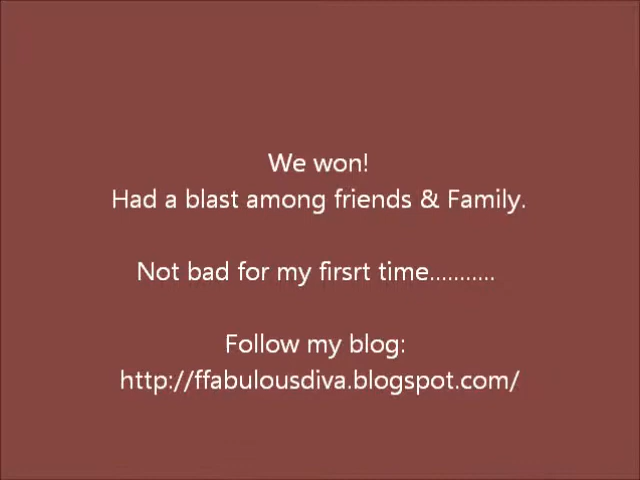 We won!
Had a blast among friends & Family.
Not bad for my firsrt time...........
Follow my blog:
http://ffabulousdiva.blogspot.com/